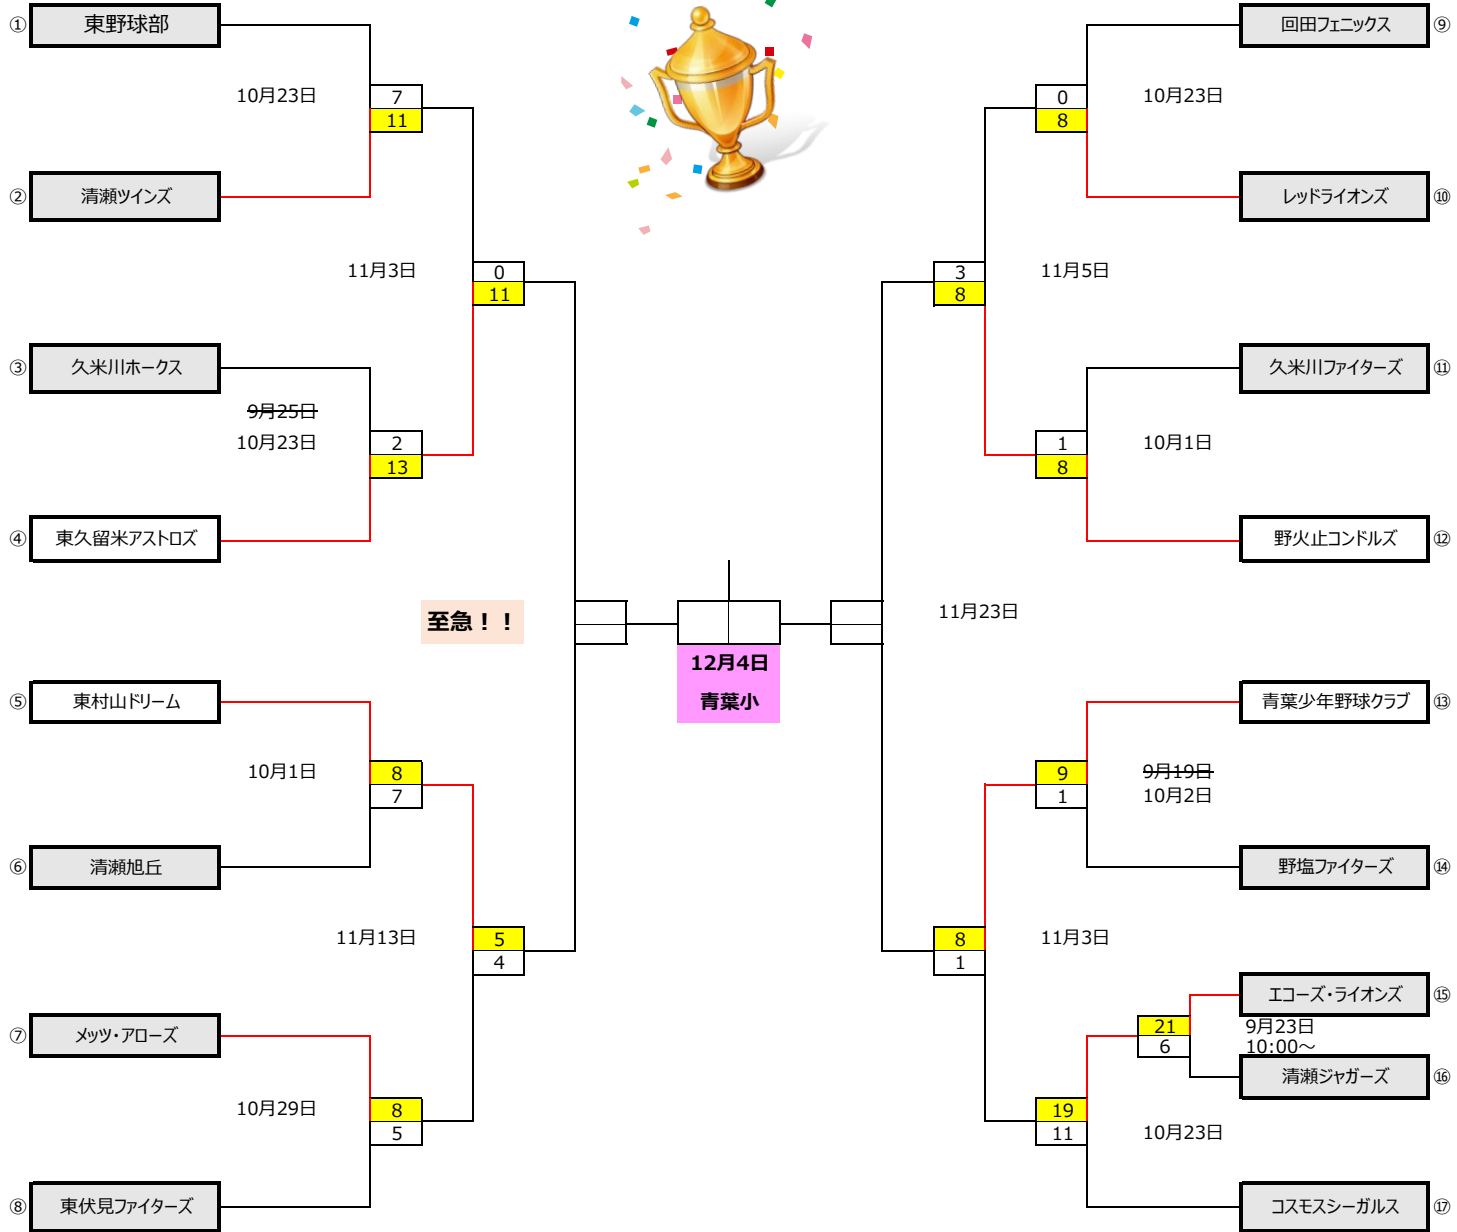 ① 東野球部
10月23日
7
11
② 清瀬ツインズ
11月3日
0
11
③ 久米川ホークス
9月25日
10月23日
2
13
④ 東久留米アストロズ
至急！！
⑤ 東村山ドリーム
10月1日
8
7
⑥ 清瀬旭丘
11月13日
5
4
⑦ メッツ・アローズ
10月29日
8
5
⑧ 東伏見ファイターズ
12月4日
青葉小
回田フェニックス ⑨
0
8
10月23日
レッドライオンズ ⑩
3
8
11月5日
久米川ファイターズ ⑪
1
8
10月1日
野火止コンドルズ ⑫
11月23日
青葉少年野球クラブ ⑬
9
1
9月19日
10月2日
野塩ファイターズ ⑭
8
1
11月3日
エコーズ・ライオンズ ⑮
21
6
9月23日
10:00～
清瀬ジャガーズ ⑯
19
11
10月23日
コスモスシーガルス ⑰